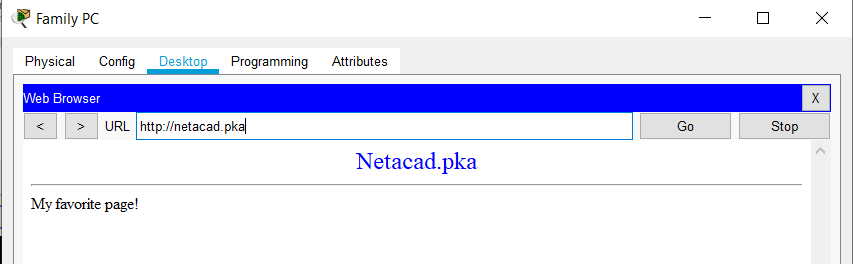 Family PC
Physical Config Desktop Programming Attributes
Web Browser X
< > URL http://netacad.pka Go Stop
Netacad.pka
My favorite page!